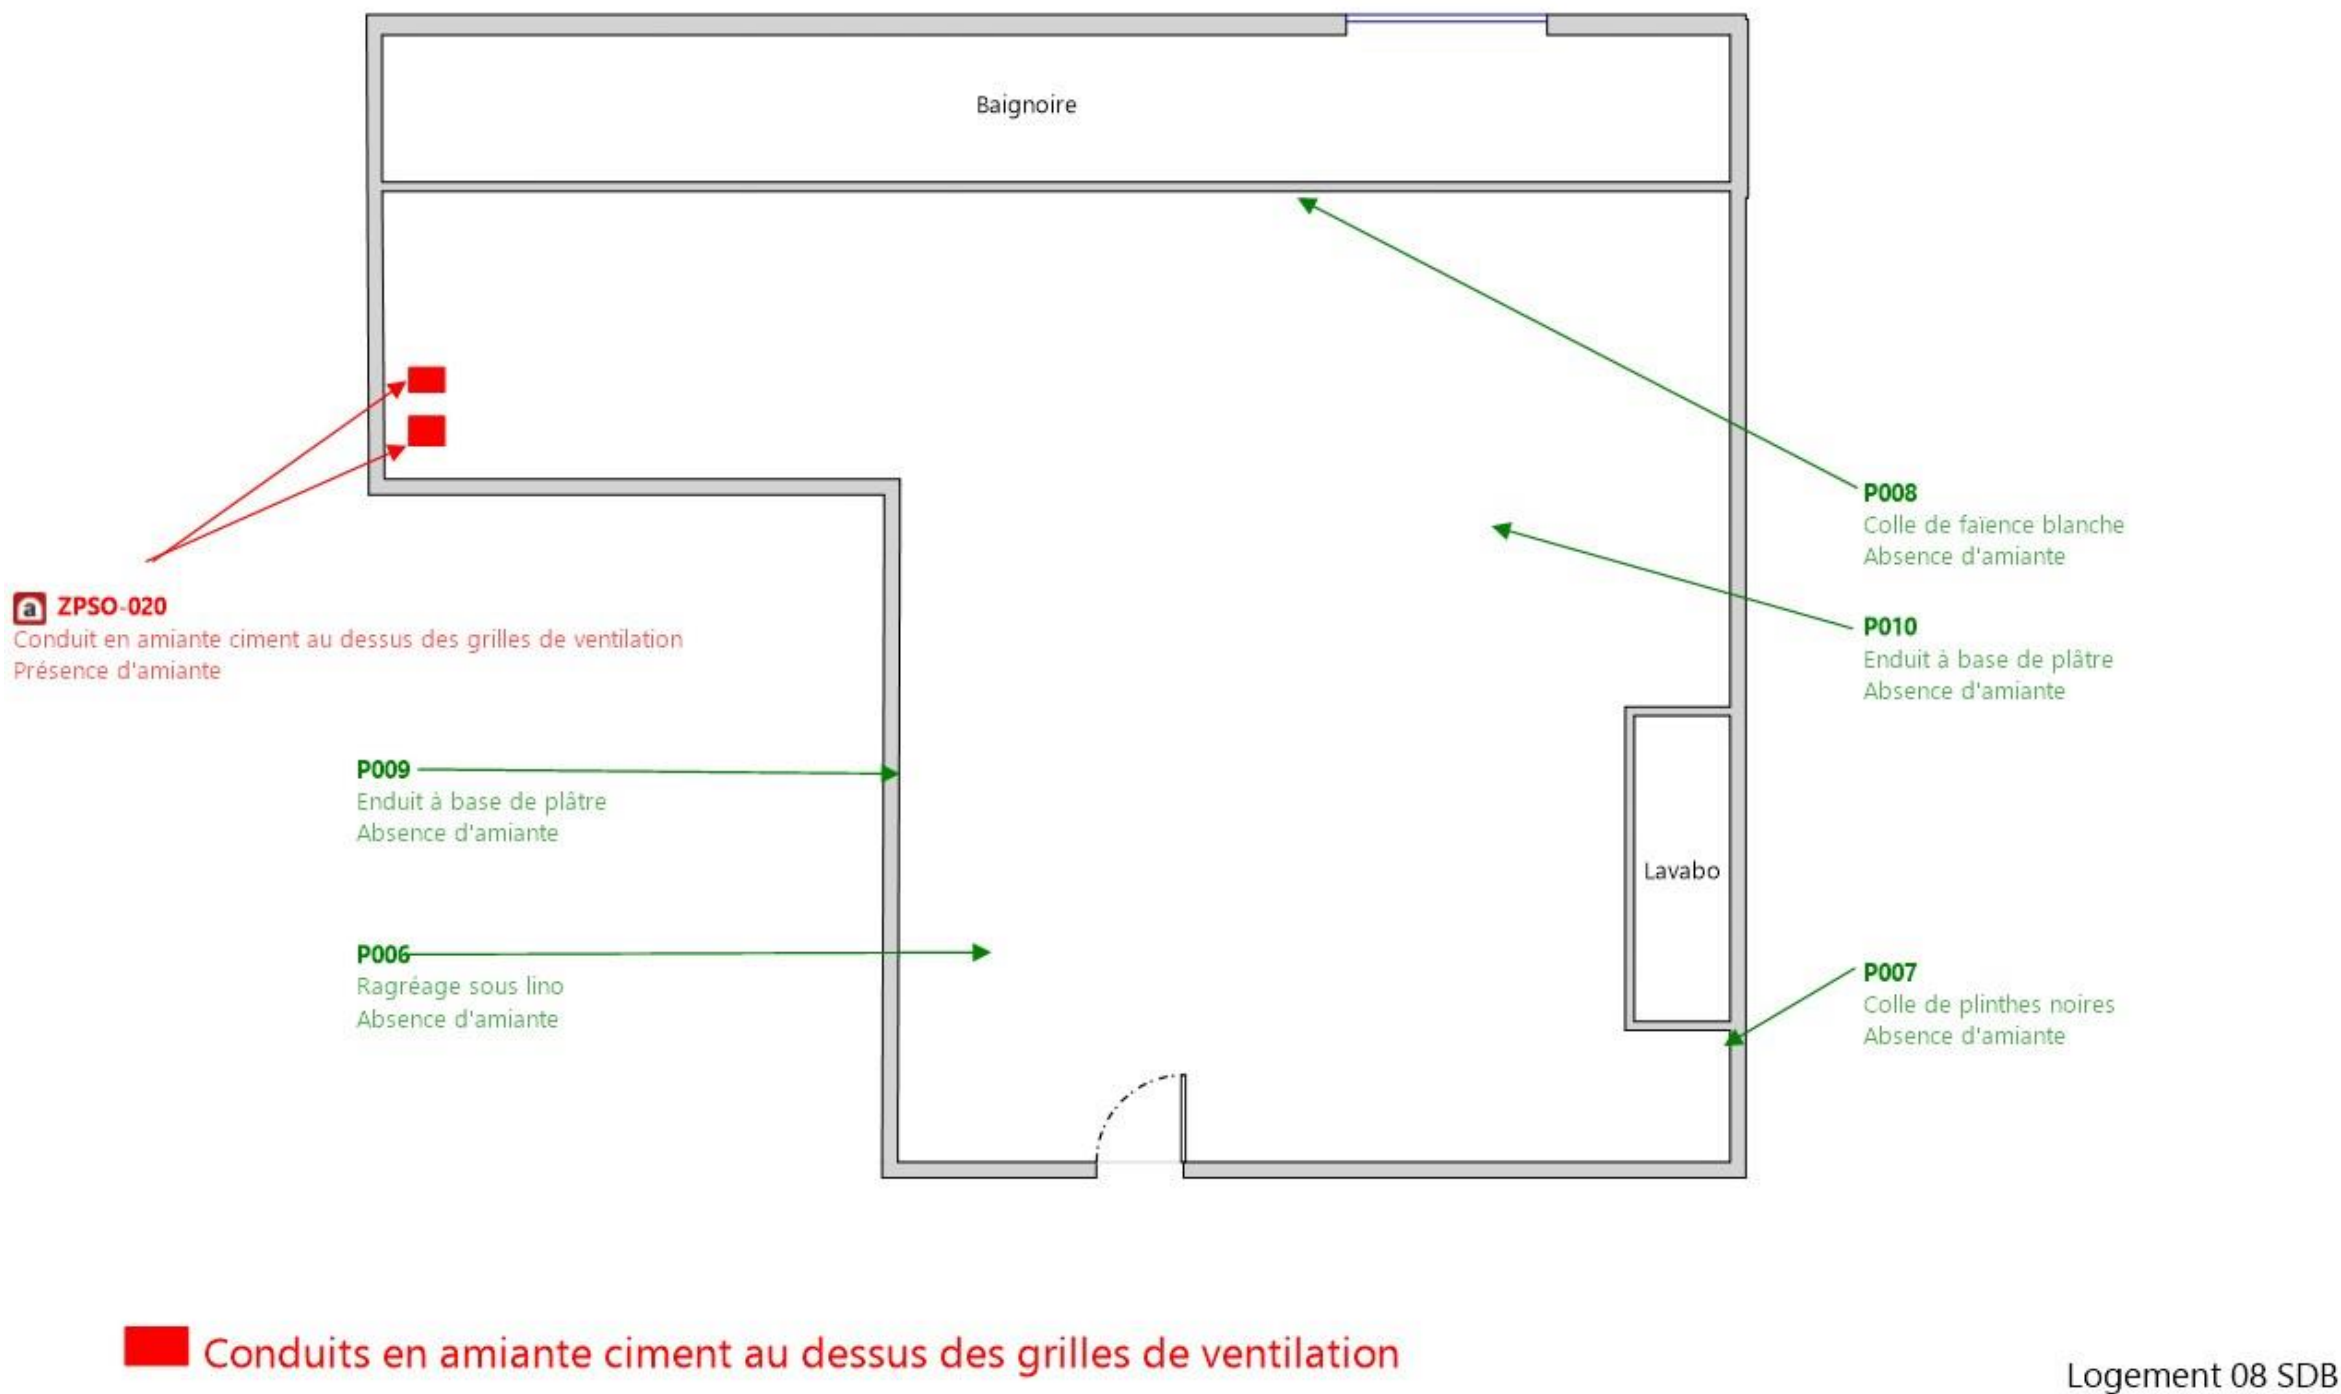 Baignoire
P008
Colle de faïence blanche
Absence d'amiante
a ZPSO-020
Conduit en amiante ciment au dessus des grilles de ventilation
Présence d'amiante
P010
Enduit à base de plâtre
Absence d'amiante
P009
Enduit à base de plâtre
Absence d'amiante
Lavabo
P006
Ragréage sous lino
Absence d'amiante
P007
Colle de plinthes noires
Absence d'amiante
Conduits en amiante ciment au dessus des grilles de ventilation
Logement 08 SDB